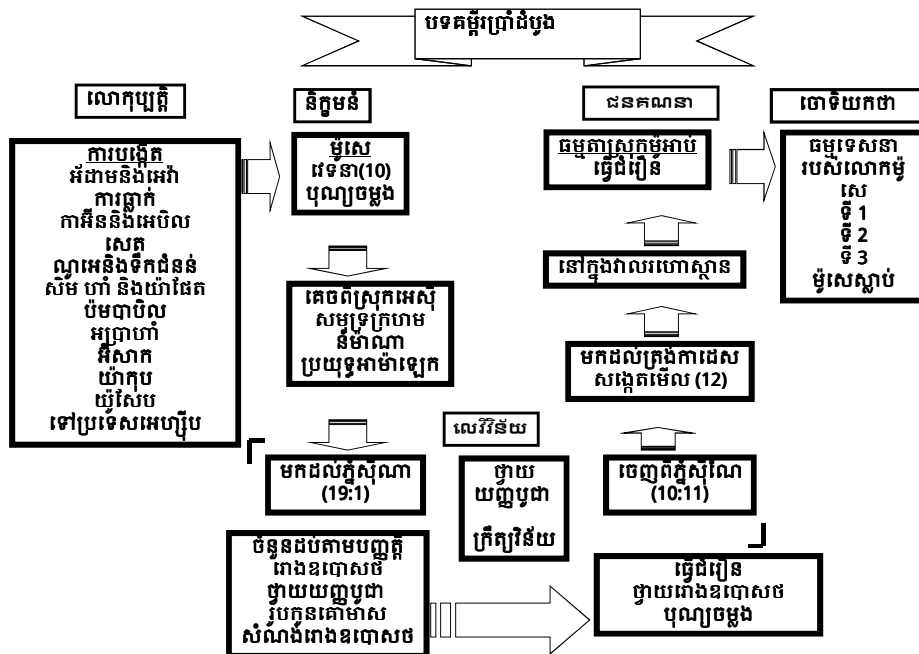 បទគម្ពីរប្រាំដំបូង
លោកុប្បត្តិ
ការបង្កើត
អ័ដាមនិងអេវ៉ា
ការធ្លាក់
កាអ៊ីននិងអេបិល
សេត
ណូអេនិងទឹកជំនន់
សិម ហាំ និងយ៉ាផែត
ប៉មបាបិល
អប្រាហាំ
អ៊ីសាក
យ៉ាកុប
យ៉ូសែប
ទៅប្រទេសអេហ្ស៊ីប
និក្ខមនំ
ម៉ូសេ
វេទនា(10)
បុណ្យចម្លង
គេចពីស្រុកអេស៊ី
សមុទ្រក្រហម
នំម៉ាណា
ប្រយុទ្ធអាម៉ាឡេក
មកដល់ភ្នំស៊ីណា
(19:1)
ចំនួនដប់តាមបញ្ញត្តិ
រោងឧបោសថ
ថ្វាយយញ្ញបូជា
រូបកូនគោមាស
សំណង់រោងឧបោសថ
លេវិវិន័យ
ថ្វាយ
យញ្ញបូជា
ក្រឹត្យវិន័យ
ធ្វើជំរឿន
ថ្វាយរោងឧបោសថ
បុណ្យចម្លង
ចេញពីភ្នំស៊ីណៃ
(10:11)
មកដល់ត្រង់កាដេស
សង្កេតមើល (12)
នៅក្នុងវាលរហោស្ថាន
ជនគណនា
ធម្មតាស្រុកម៉ូអាប់
ធ្វើជំរឿន
ចោទិយកថា
ធម្មទេសនា
របស់លោកម៉ូ
សេ
ទី 1
ទី 2
ទី 3
ម៉ូសេស្លាប់